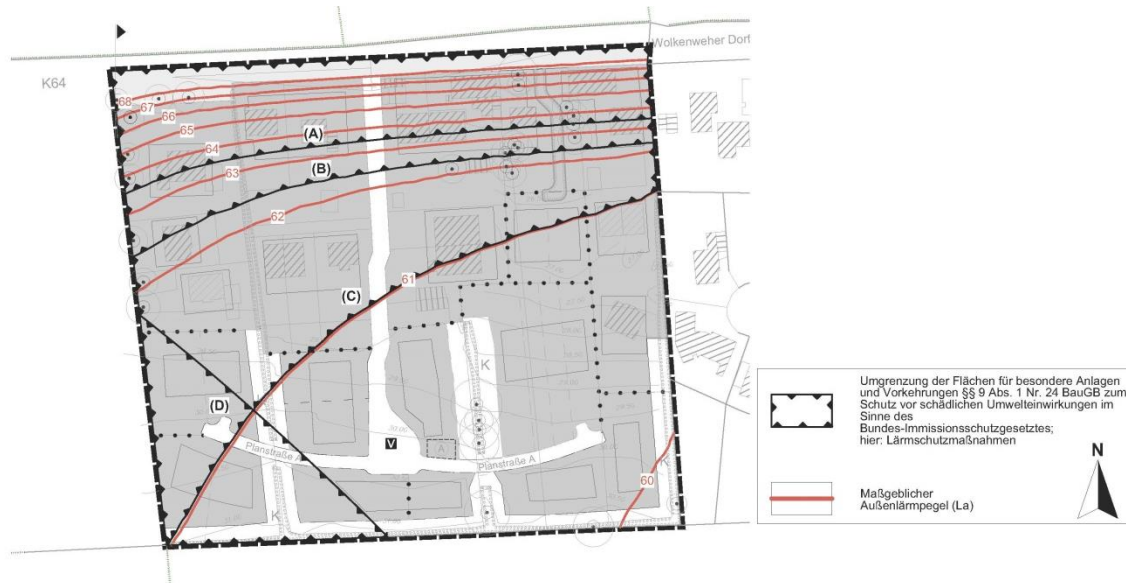 Wolkenweher Dorf
K64
68
67
66
65
64
(A)
63
(B)
62
61
(C)
K
(D)
V
A
Planstraße A
Planstraße A
K
K
60
Umgrenzung der Flächen für besondere Anlagen
und Vorkehrungen §§ 9 Abs. 1 Nr. 24 BauGB zum
Schutz vor schädlichen Umwelteinwirkungen im
Sinne des
Bundes-Immissionsschutzgesetztes;
hier: Lärmschutzmaßnahmen
N
Maßgeblicher
Außenlärmpegel (La)